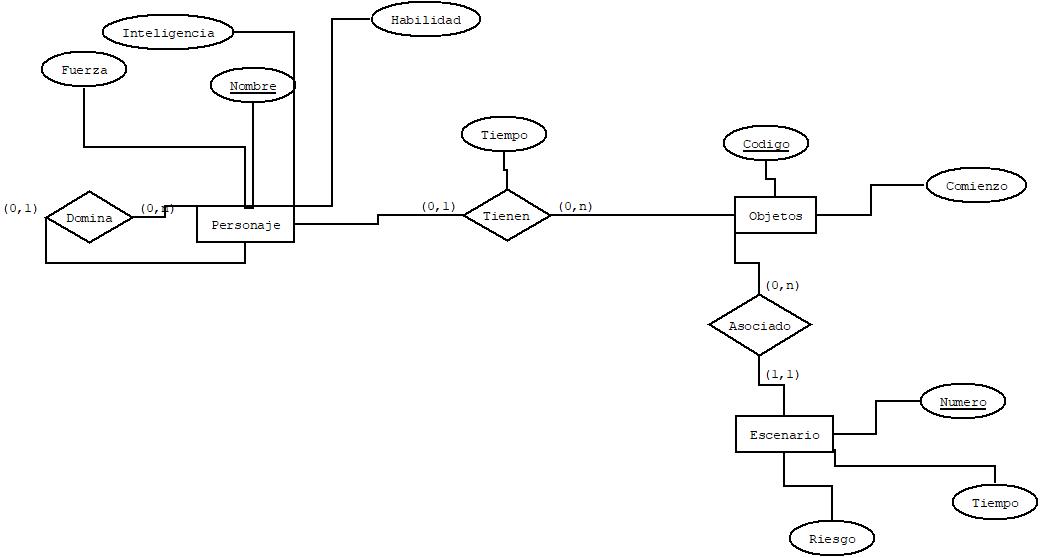 Habilidad
Inteligencia
Fuerza
Nombre
Tiempo
Codigo
Comienzo
(0,1)
Domina
(0,n)
Personaje
(0,1)
Tienen
(0,n)
Objetos
(0,n)
Asociado
(1,1)
Numero
Escenario
Tiempo
Riesgo